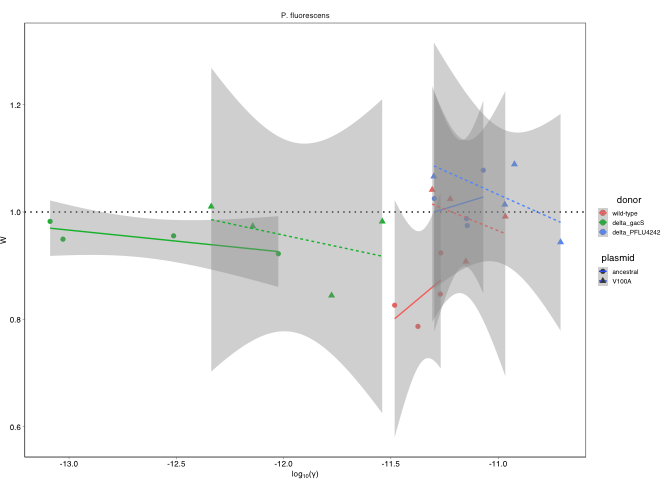 P. fluorescens
W
1.2
1.0
0.8
0.6
-13.0 -12.5 -12.0 -11.5 -11.0
log₁₀(γ)
donor
wild-type
delta_gacS
delta_PFLU4242
plasmid
ancestral
V100A